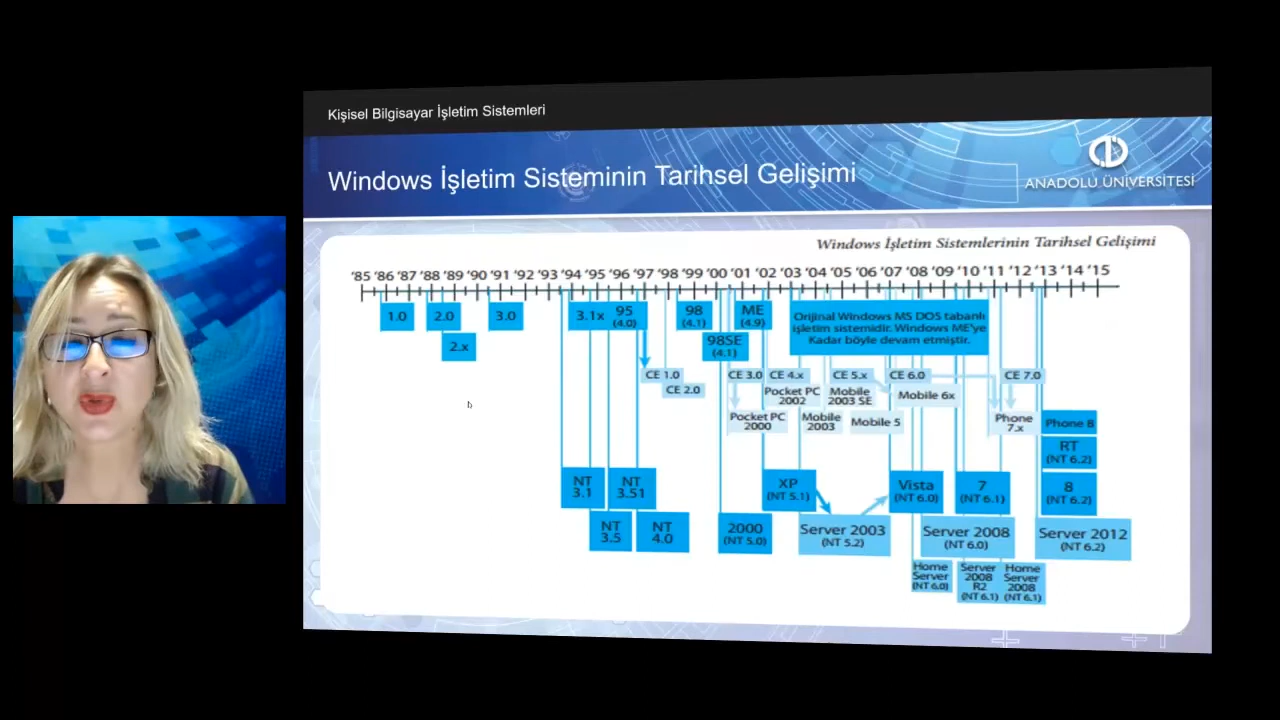 Kişisel Bilgisayar İşletim Sistemleri
Windows İşletim Sisteminin Tarihsel Gelişimi
ANADOLU ÜNİVERSİTESİ
Windows İşletim Sistemlerinin Tarihsel Gelişimi
'85 '86 '87 '88 '89 '90 '91 '92 '93 '94 '95 '96 '97 '98 '99 '00 '01 '02 '03 '04 '05 '06 '07 '08 '09 '10 '11 '12 '13 '14 '15
1.0
2.0
2.x
3.0
3.1x
95
(4.0)
98
(4.1)
98SE
(4.1)
ME
(4.9)
Orijinal Windows MS DOS tabanlı
işletim sistemidir. Windows ME'ye
Kadar böyle devam etmiştir.
CE 1.0
CE 2.0
CE 3.0
CE 4.x
CE 5.x
CE 6.0
CE 7.0
Pocket PC
2000
Pocket PC
2002
Mobile
2003
Mobile
2003 SE
Mobile 5
Mobile 6x
Phone
7.x
Phone 8
RT
(NT 6.2)
NT
3.1
NT
3.51
XP
(NT 5.1)
Vista
(NT 6.0)
7
(NT 6.1)
8
(NT 6.2)
NT
3.5
NT
4.0
2000
(NT 5.0)
Server 2003
(NT 5.2)
Server 2008
(NT 6.0)
Server 2012
(NT 6.2)
Home
Server
(NT 6.0)
Server
2008
R2
(NT 6.1)
Home
Server
2008
(NT 6.1)